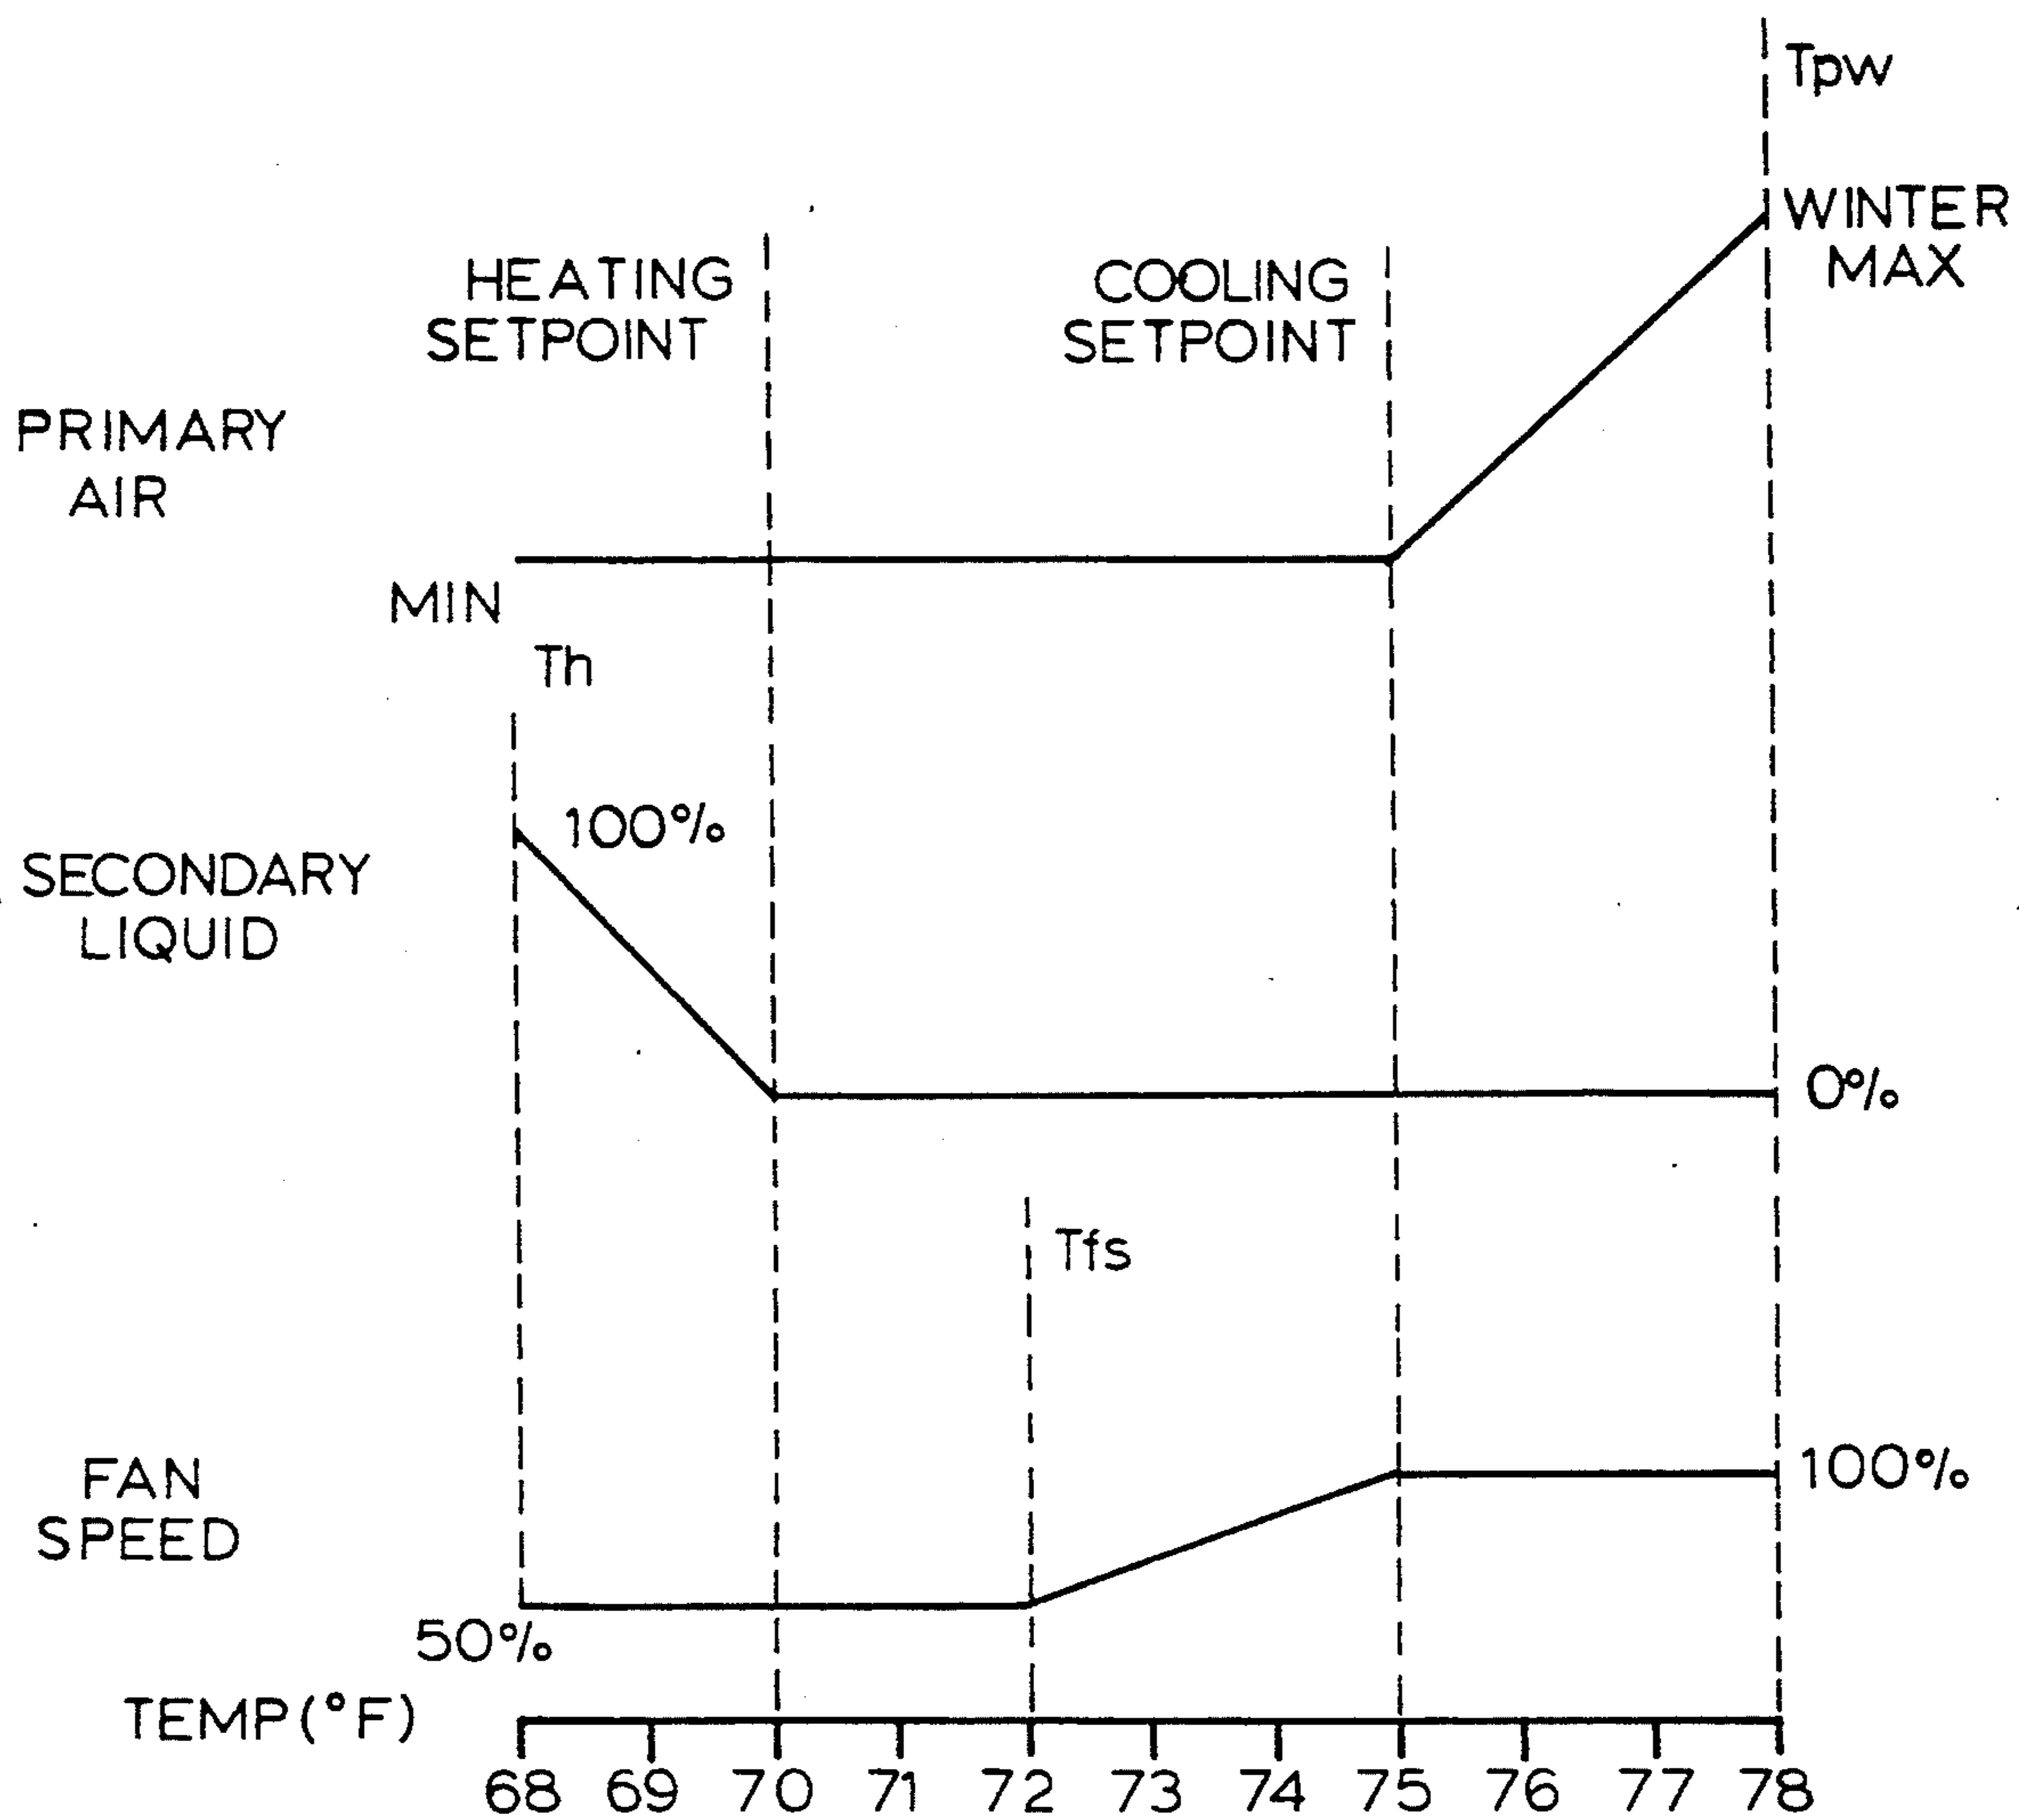 Tpw
WINTER
MAX
HEATING
SETPOINT
COOLING
SETPOINT
PRIMARY
AIR
MIN
Th
100%
SECONDARY
LIQUID
0%
Tfs
FAN
SPEED
100%
50%
TEMP(°F)
68 69 70 71 72 73 74 75 76 77 78